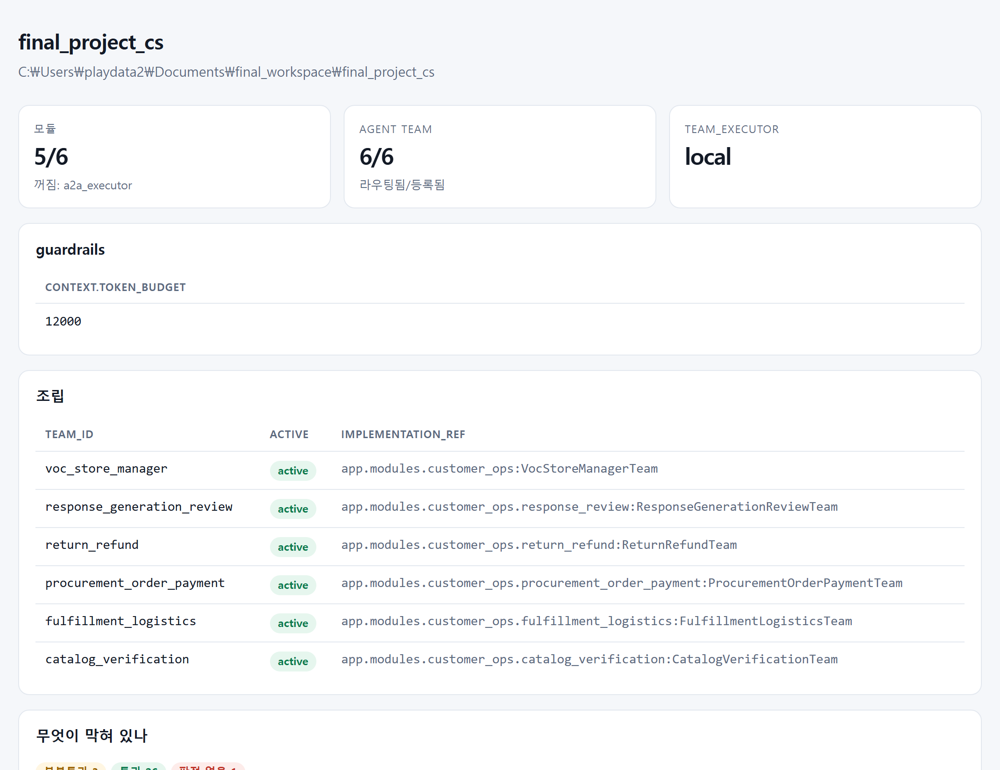 final_project_cs
C:₩Users₩playdata2₩Documents₩final_workspace₩final_project_cs
모듈
5/6
꺼짐: a2a_executor
AGENT TEAM
6/6
라우팅됨/등록됨
TEAM_EXECUTOR
local
guardrails
CONTEXT.TOKEN_BUDGET
12000
조립
TEAM_ID ACTIVE IMPLEMENTATION_REF
voc_store_manager active app.modules.customer_ops:VocStoreManagerTeam
response_generation_review active app.modules.customer_ops.response_review:ResponseGenerationReviewTeam
return_refund active app.modules.customer_ops.return_refund:ReturnRefundTeam
procurement_order_payment active app.modules.customer_ops.procurement_order_payment:ProcurementOrderPaymentTeam
fulfillment_logistics active app.modules.customer_ops.fulfillment_logistics:FulfillmentLogisticsTeam
catalog_verification active app.modules.customer_ops.catalog_verification:CatalogVerificationTeam
무엇이 막혀 있나